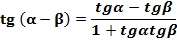 tg (α − β) = (tgα − tgβ) / (1 + tgαtgβ)